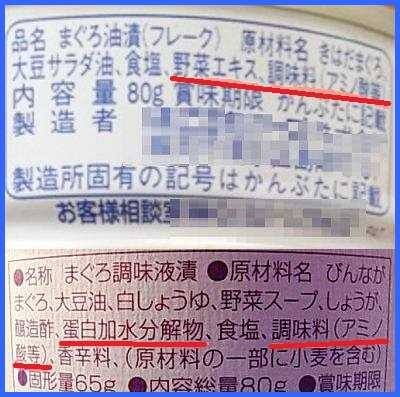 品名 まぐろ油漬(フレーク) 原材料名 きはだまぐろ、
大豆サラダ油、食塩、野菜エキス、調味料(アミノ酸等)
内容量 80g 賞味期限 かんぶたに記載
製造者
製造所固有の記号はかんぶたに記載
お客様相談室
●名称 まぐろ調味液漬 ●原材料名 びんなが
まぐろ、大豆油、白しょうゆ、野菜スープ、しょうが、
醸造酢、蛋白加水分解物、食塩、調味料(アミノ
酸等)、香辛料、(原材料の一部に小麦を含む)
●固形量65g ●内容総量80g ●賞味期限